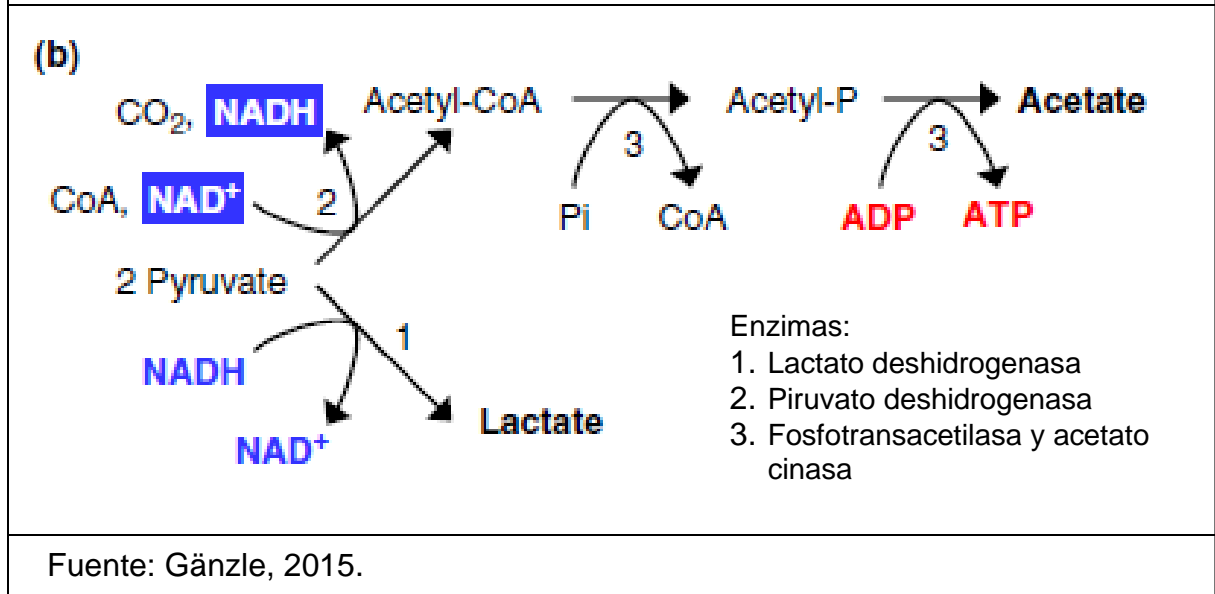 (b)
CO₂, NADH
Acetyl-CoA
Acetyl-P
Acetate
3
3
CoA, NAD⁺
2
Pi
CoA
ADP
ATP
2 Pyruvate
1
NADH
Lactate
NAD⁺
Enzimas:
1. Lactato deshidrogenasa
2. Piruvato deshidrogenasa
3. Fosfotransacetilasa y acetato
cinasa
Fuente: Gänzle, 2015.